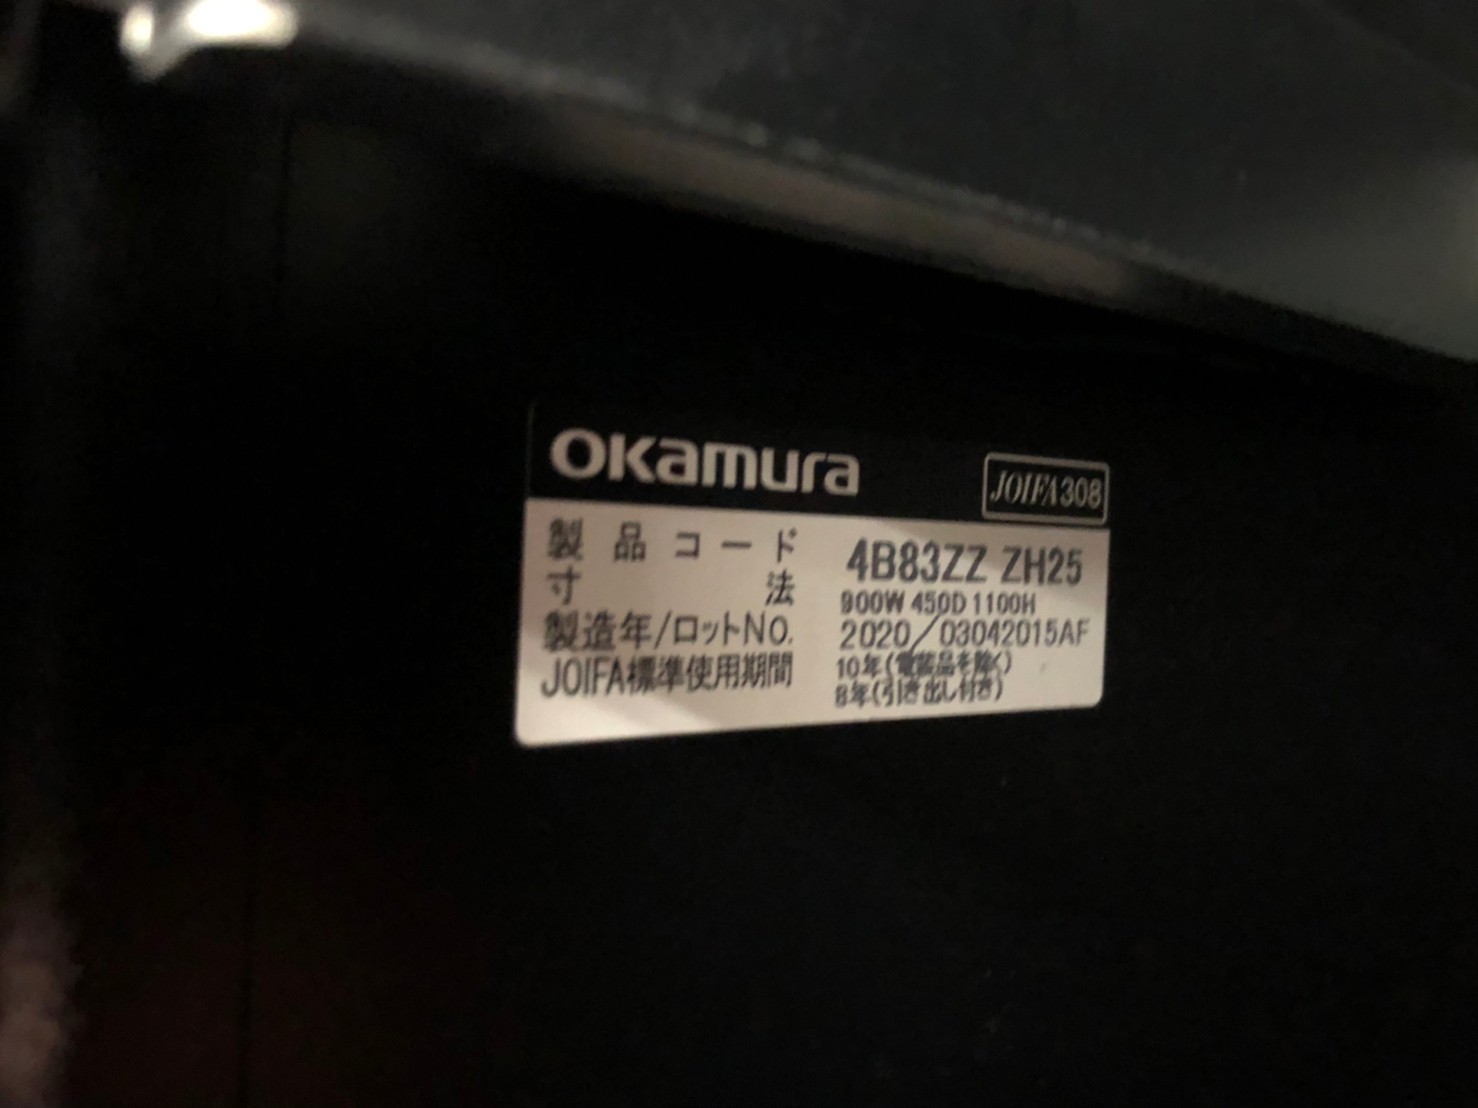 OKamura
JOIFA308
製品コード 4B83ZZ ZH25
寸法 900W 450D 1100H
製造年/ロットNo. 2020/03042015AF
JOIFA標準使用期間 10年(電装品を除く)
8年(引き出し付き)